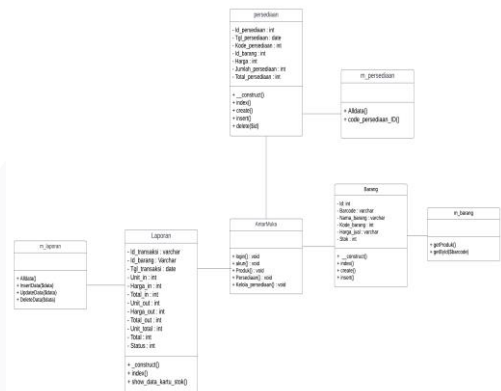 persediaan
- Id_persediaan : int
- Tgl_persediaan : date
- Kode_persediaan : int
- Id_barang : int
- Harga : int
- Jumlah_persediaan : int
- Total_persediaan : int
+ __construct()
+ index()
+ create()
+ insert()
+ delete($id)
m_persediaan
+ Alldata()
+ code_persediaan_ID()
Barang
- Id: int
- Barcode : varchar
- Nama_barang : varchar
- Kode_barang : int
- Harga_jual : varchar
- Stok : int
+ __construct()
+ index()
+ create()
+ insert()
m_barang
+ getProduk()
AntarMuka
+ login() : void
+ akun() : void
+ Produk() : void
+ Persediaan() : void
+ Kelola_persediaan() : void
Laporan
- Id_transaksi : varchar
- Id_barang : Varchar
- Tgl_transaksi : date
- Unit_in : int
- Harga_in : int
- Total_in : int
- Unit_out : int
- Harga_out : int
- Total_out : int
- Unit_total : int
- Total : int
- Status : int
+ _construct()
+ index()
+ show_data_kartu_stok()
m_laporan
+ Alldata()
+ InsertData($data)
+ UpdateData($data)
+ DeleteData($data)